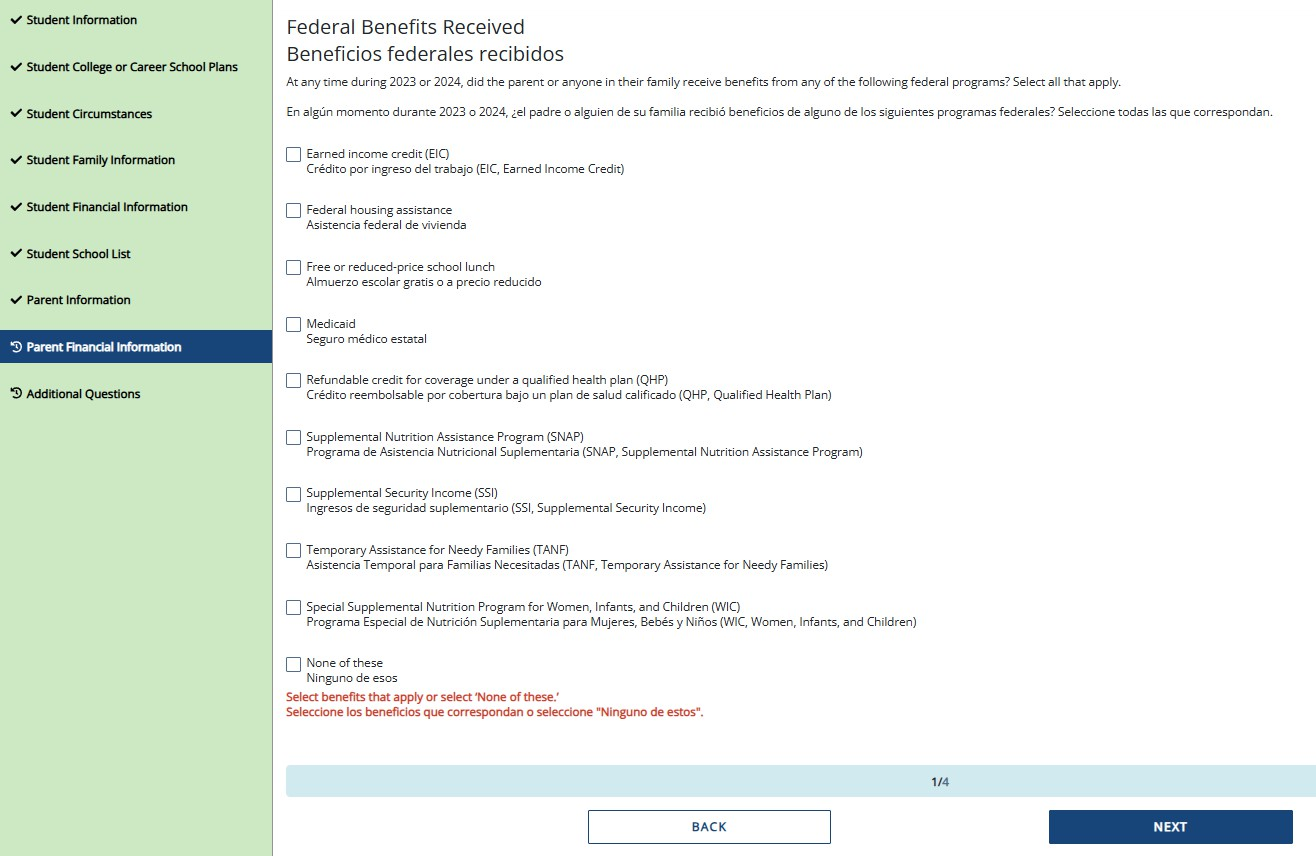 Student Information
Student College or Career School Plans
Student Circumstances
Student Family Information
Student Financial Information
Student School List
Parent Information
Parent Financial Information
Additional Questions
Federal Benefits Received
Beneficios federales recibidos
At any time during 2023 or 2024, did the parent or anyone in their family receive benefits from any of the following federal programs? Select all that apply.
En algún momento durante 2023 o 2024, ¿el padre o alguien de su familia recibió beneficios de alguno de los siguientes programas federales? Seleccione todas las que correspondan.
Earned income credit (EIC)
Crédito por ingreso del trabajo (EIC, Earned Income Credit)
Federal housing assistance
Asistencia federal de vivienda
Free or reduced-price school lunch
Almuerzo escolar gratis o a precio reducido
Medicaid
Seguro médico estatal
Refundable credit for coverage under a qualified health plan (QHP)
Crédito reembolsable por cobertura bajo un plan de salud calificado (QHP, Qualified Health Plan)
Supplemental Nutrition Assistance Program (SNAP)
Programa de Asistencia Nutricional Suplementaria (SNAP, Supplemental Nutrition Assistance Program)
Supplemental Security Income (SSI)
Ingresos de seguridad suplementario (SSI, Supplemental Security Income)
Temporary Assistance for Needy Families (TANF)
Asistencia Temporal para Familias Necesitadas (TANF, Temporary Assistance for Needy Families)
Special Supplemental Nutrition Program for Women, Infants, and Children (WIC)
Programa Especial de Nutrición Suplementaria para Mujeres, Bebés y Niños (WIC, Women, Infants, and Children)
None of these
Ninguno de esos
Select benefits that apply or select ‘None of these.’
Seleccione los beneficios que correspondan o seleccione "Ninguno de estos".
1/4
BACK
NEXT